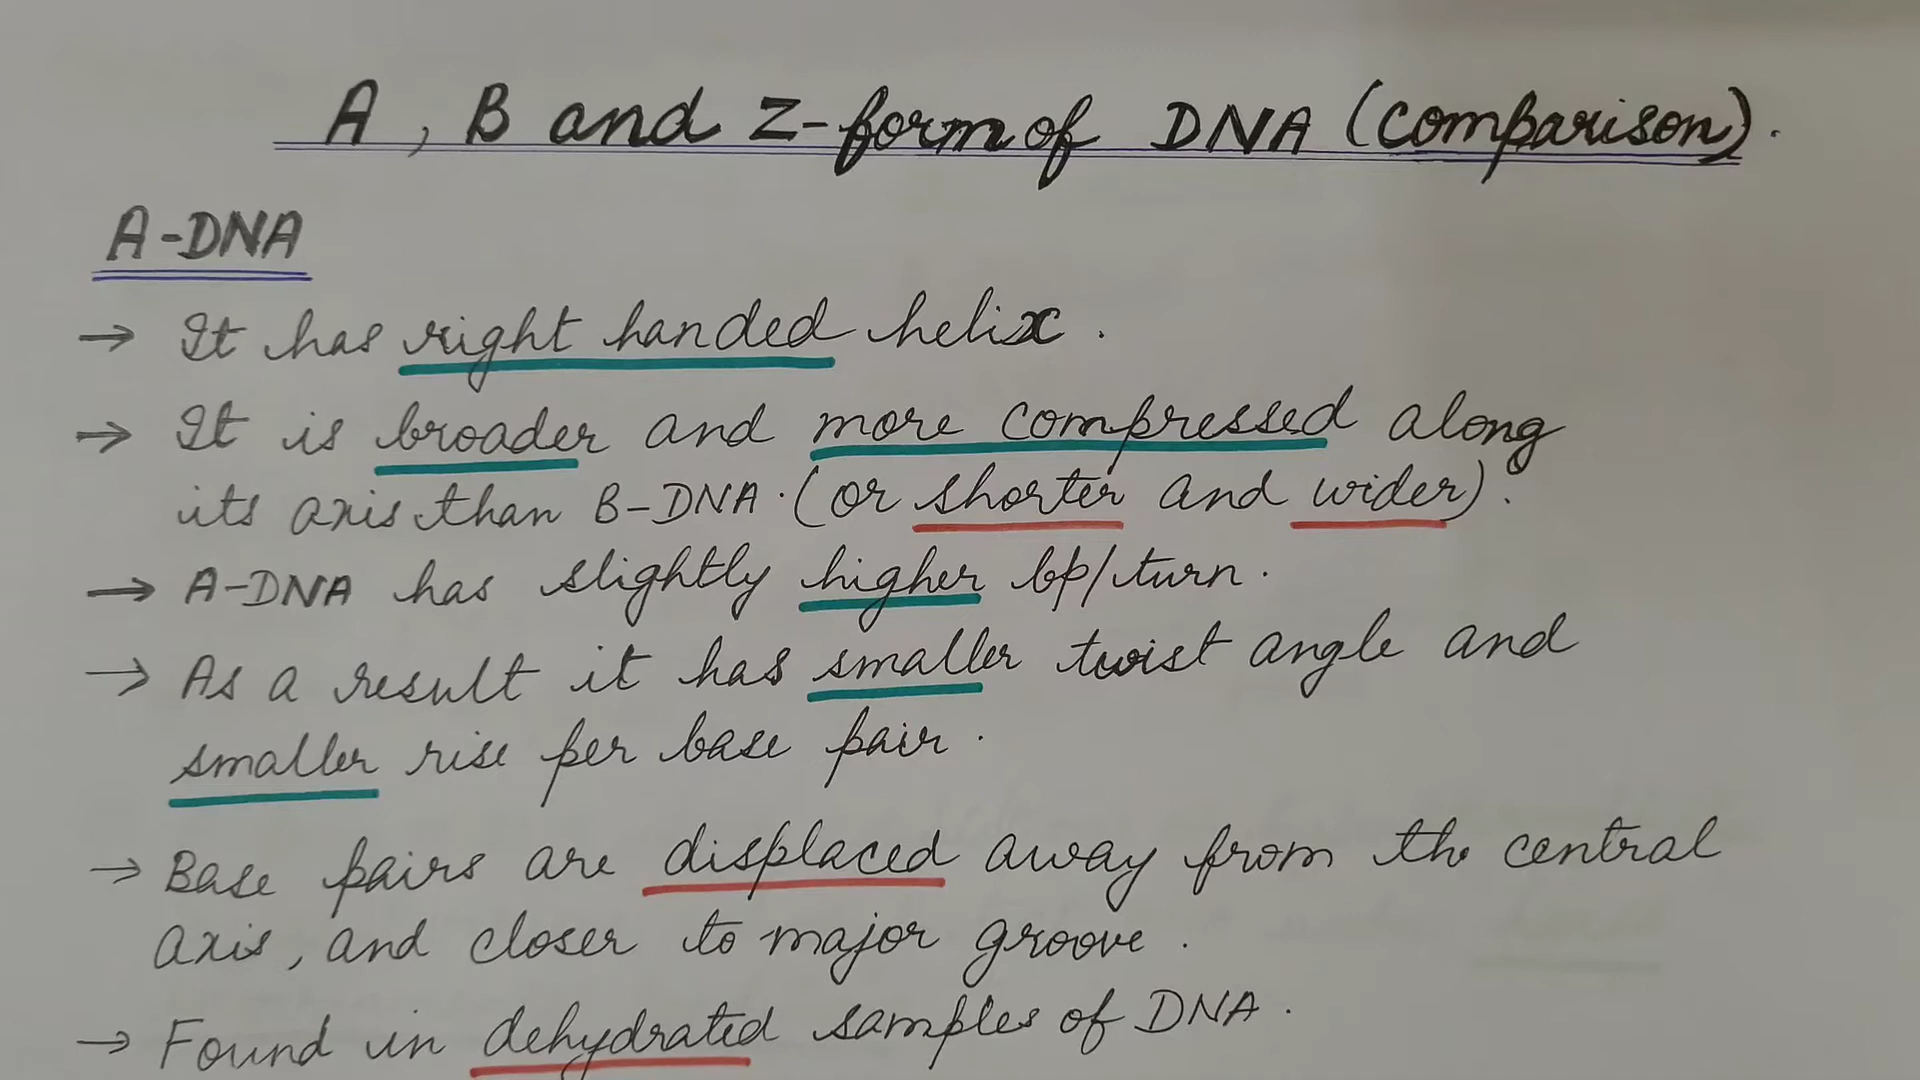 A, B and Z-form of DNA (comparison).
A-DNA
→ It has right handed helix.
→ It is broader and more compressed along
its axis than B-DNA. (or shorter and wider).
→ A-DNA has slightly higher bp/turn.
→ As a result it has smaller twist angle and
smaller rise per base pair.
→ Base pairs are displaced away from the central
axis, and closer to major groove.
→ Found in dehydrated samples of DNA.